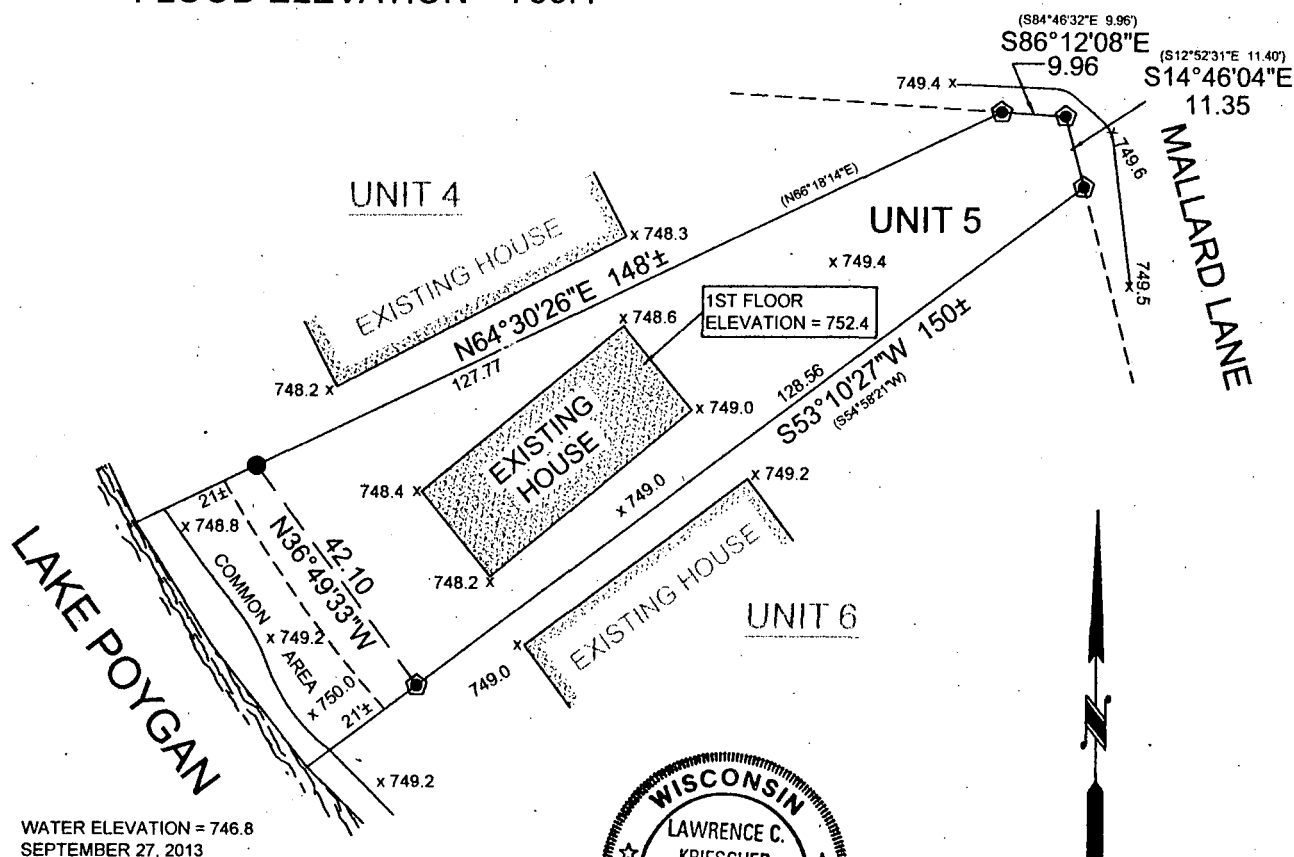 (S84°46'32"E 9.96')
S86°12'08"E
9.96
(S12°52'31"E 11.40')
S14°46'04"E
11.35
749.4 x
749.6
749.5
MALLARD LANE
(N66°18'14"E)
UNIT 4
UNIT 5
EXISTING HOUSE
x 748.3
x 749.4
N64°30'26"E 148'±
127.77
748.2 x
748.6
1ST FLOOR
ELEVATION = 752.4
x 749.0
128.56
S53°10'27"W 150±
(S54°58'21"W)
EXISTING
HOUSE
748.4 x
x 749.0
x 749.2
748.2 x
EXISTING HOUSE
UNIT 6
749.0
21±
x 748.8
42.10
N36°49'33"W
COMMON
AREA
x 749.2
x 750.0
21'±
x 749.2
LAKE POYGAN
N
WATER ELEVATION = 746.8
SEPTEMBER 27, 2013
WISCONSIN
LAWRENCE C.